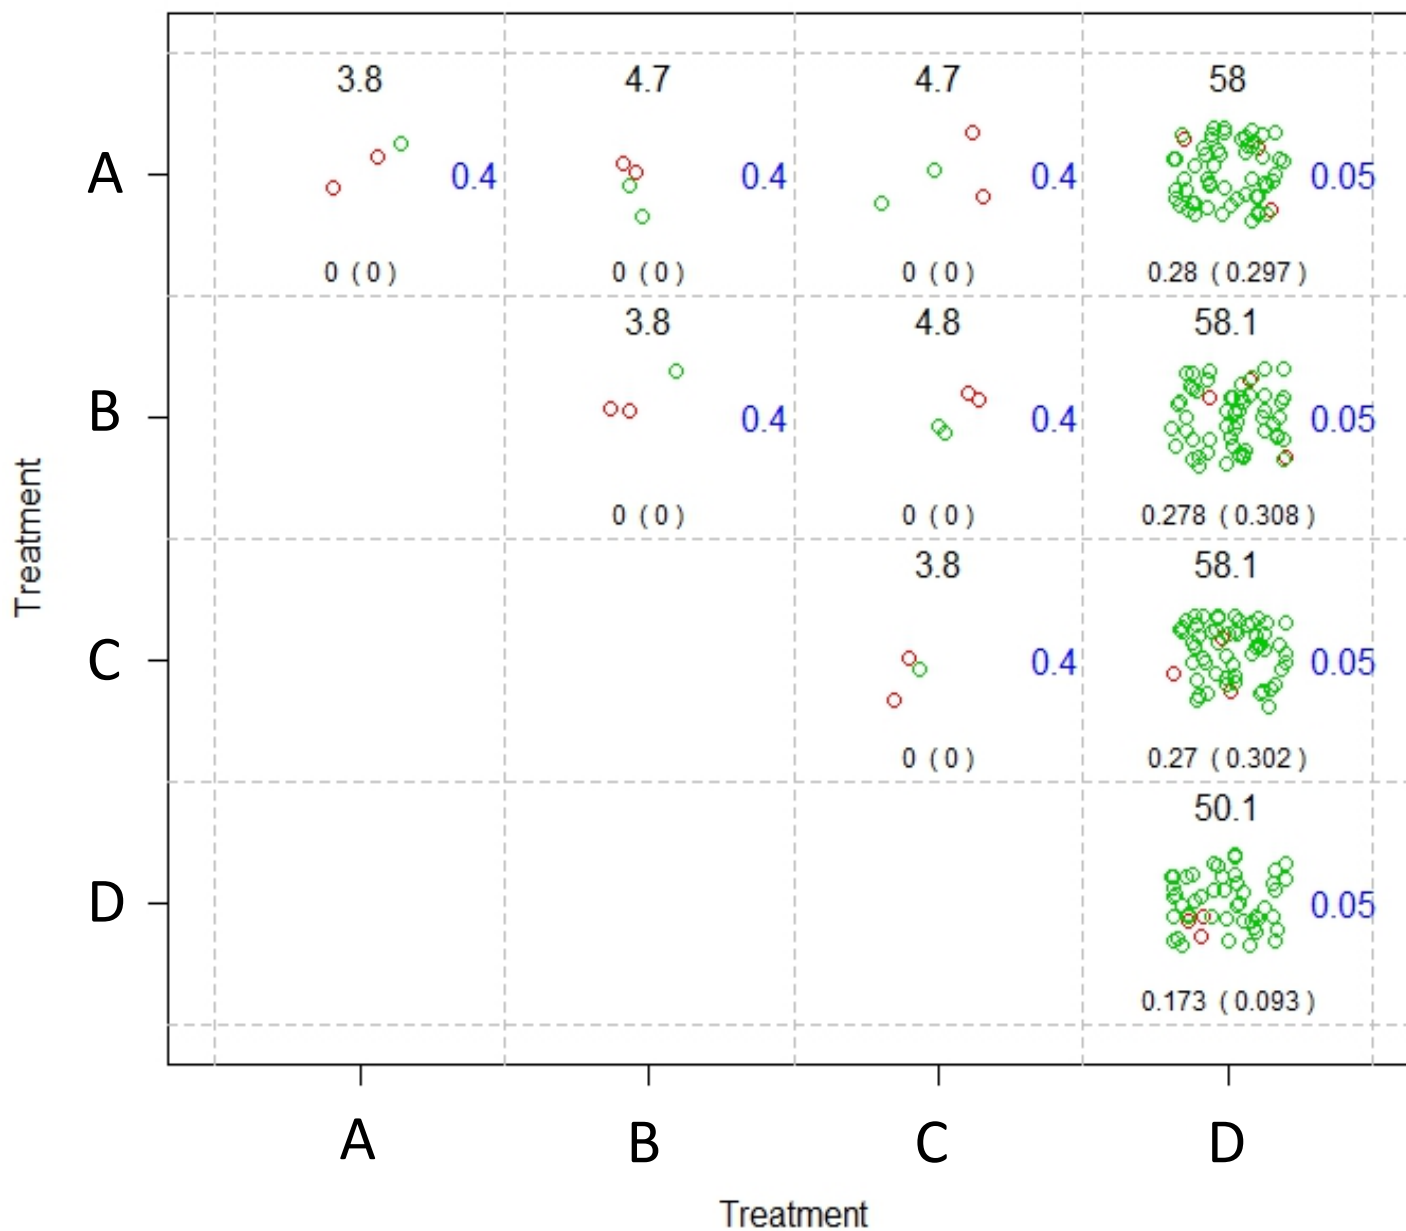 3.8 4.7 4.7 58
A 0.4 0.4 0.4 0.05
0 ( 0 ) 0 ( 0 ) 0 ( 0 ) 0.28 ( 0.297 )
3.8 4.8 58.1
B 0.4 0.4 0.05
0 ( 0 ) 0 ( 0 ) 0.278 ( 0.308 )
Treatment
3.8 58.1
C 0.4 0.05
0 ( 0 ) 0.27 ( 0.302 )
50.1
D 0.05
0.173 ( 0.093 )
A B C D
Treatment